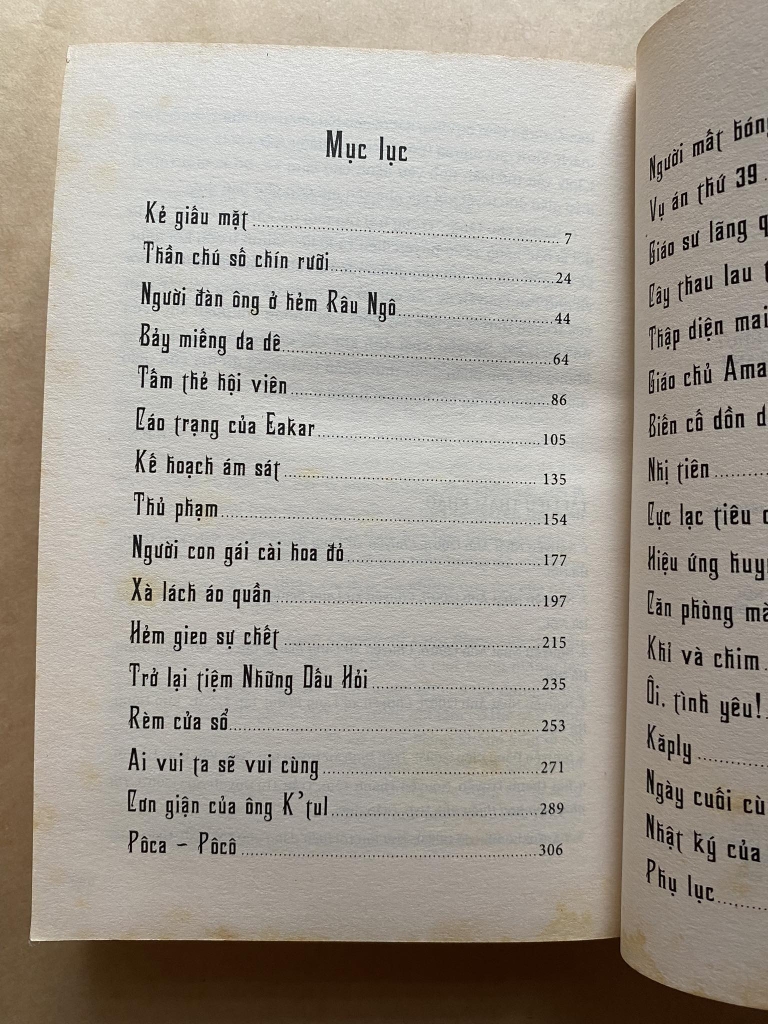 Mục lục
Kẻ giấu mặt 7
Thần chú số chín rưỡi 24
Người đàn ông ở hẻm Râu Ngô 44
Bảy miếng da dê 64
Tấm thẻ hội viên 86
Cáo trạng của Eakar 105
Kế hoạch ám sát 135
Thủ phạm 154
Người con gái cài hoa đỏ 177
Xà lách áo quần 197
Hẻm gieo sự chết 215
Trở lại tiệm Những Dấu Hỏi 235
Rèm cửa sổ 253
Ai vui ta sẽ vui cùng 271
Cơn giận của ông K'tul 289
Pôca – Pôcô 306
Người mất bóng
Vụ án thứ 39
Giáo sư lãng
Cây thau lau
Thập diện mai
Giáo chủ
Biến cố dồn
Nhị tiên
Cực lạc tiêu
Hiệu ứng
Căn phòng
Khỉ và chim
Ôi, tình yêu!
Kăply
Ngày cuối
Nhật ký của
Phụ lục